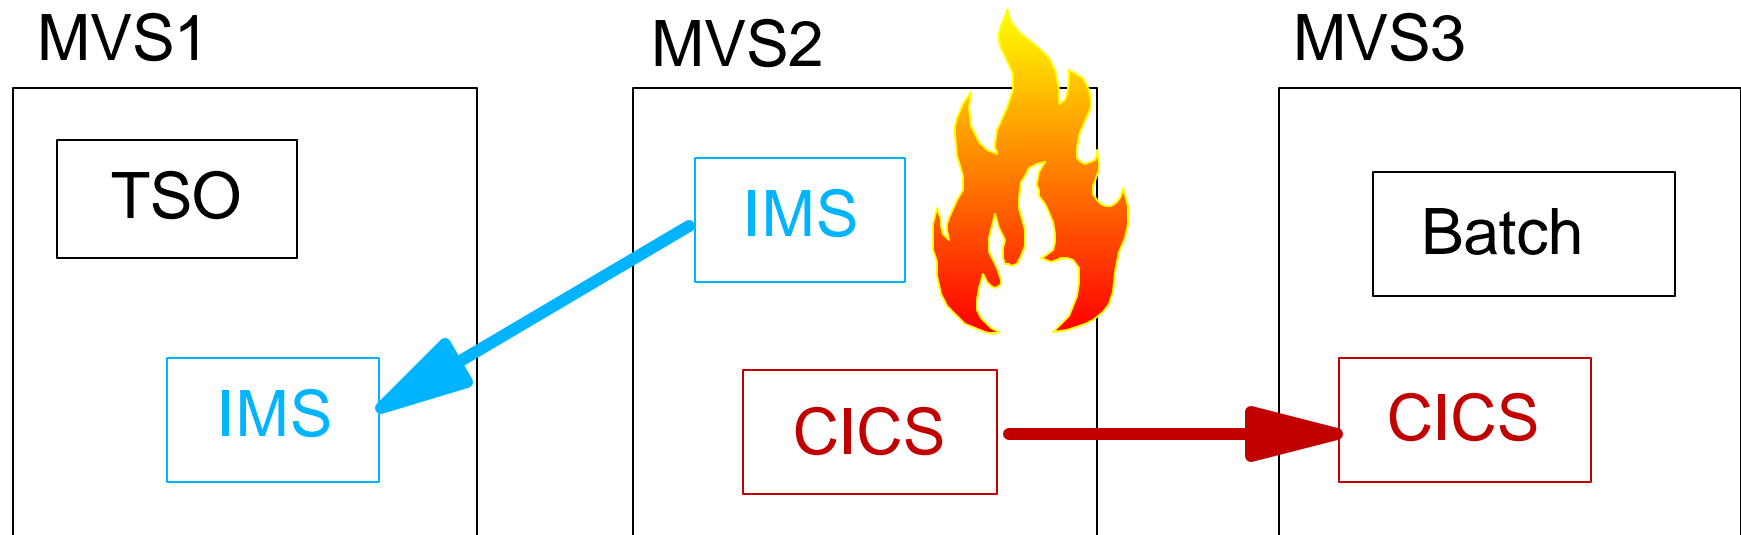 MVS1
MVS2
MVS3
TSO
IMS
Batch
IMS
CICS
CICS